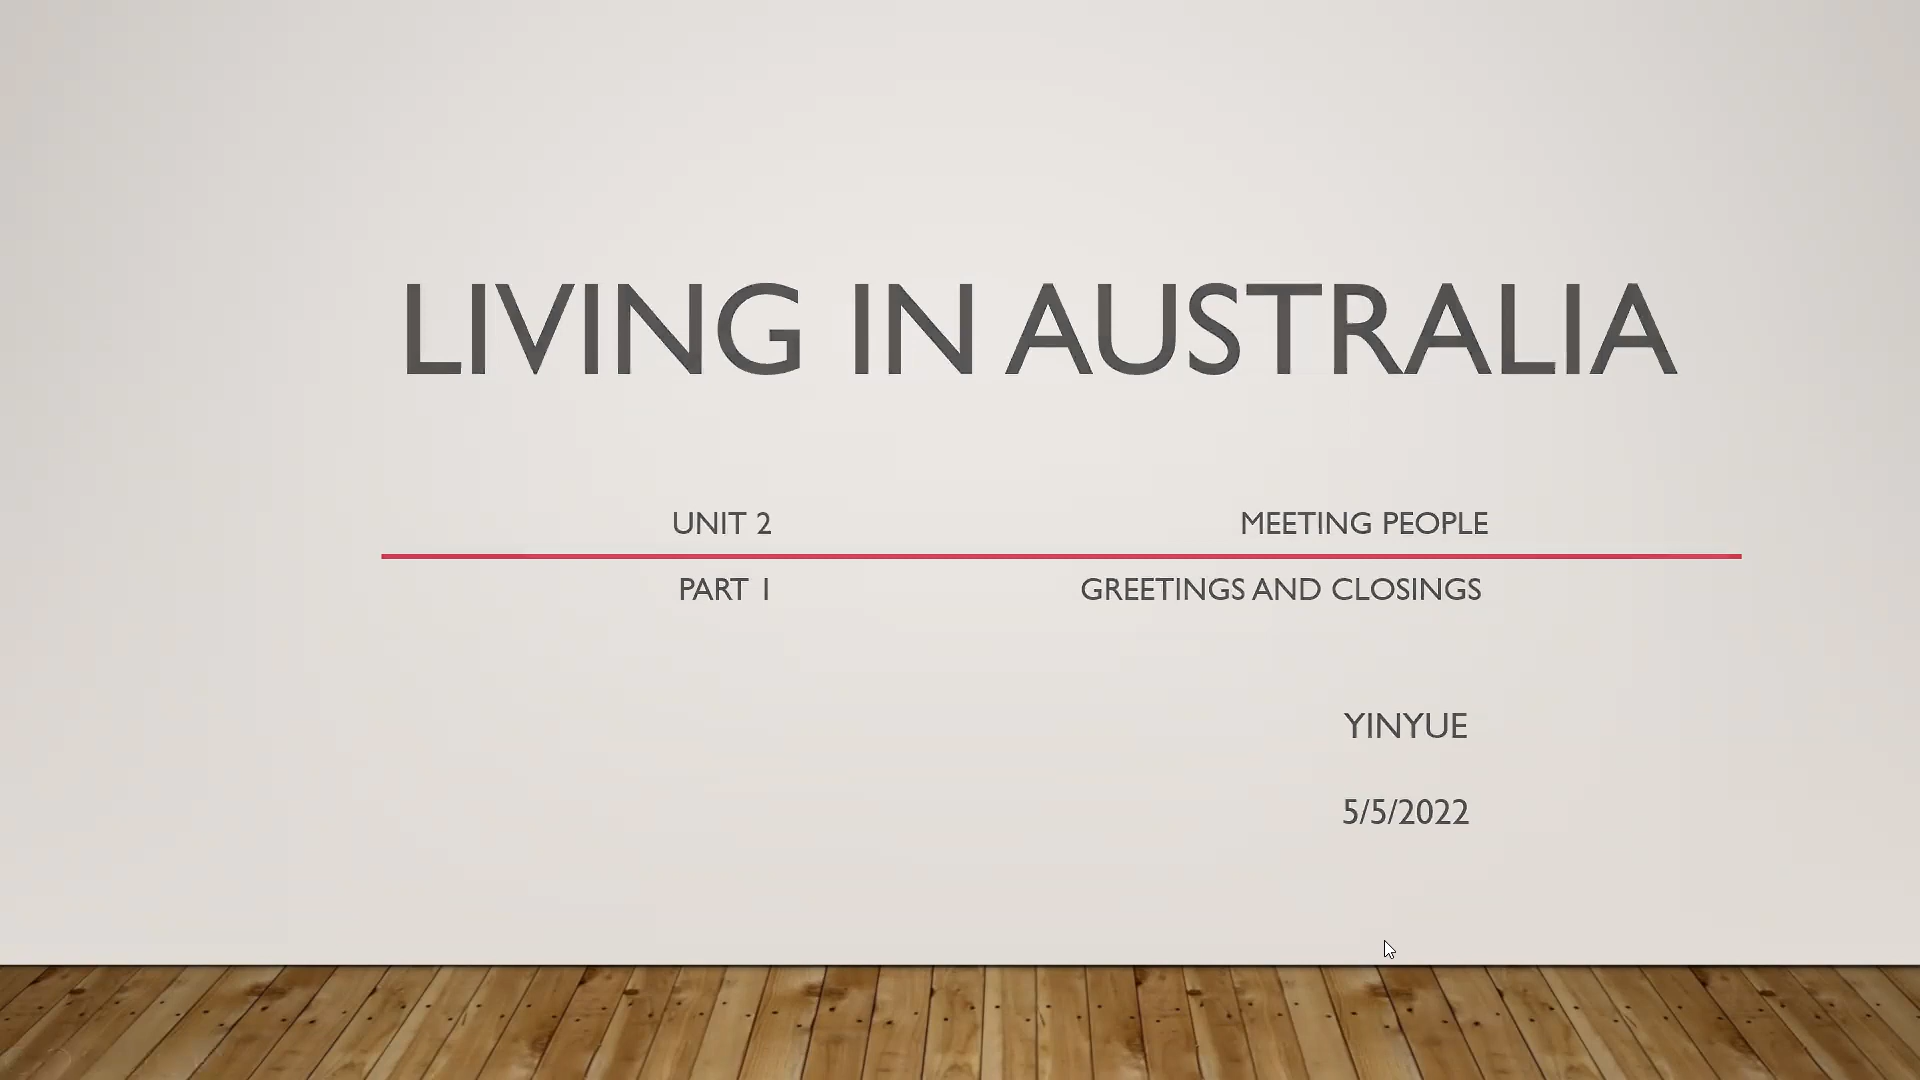 LIVING IN AUSTRALIA
UNIT 2 MEETING PEOPLE
PART 1 GREETINGS AND CLOSINGS
YINYUE
5/5/2022